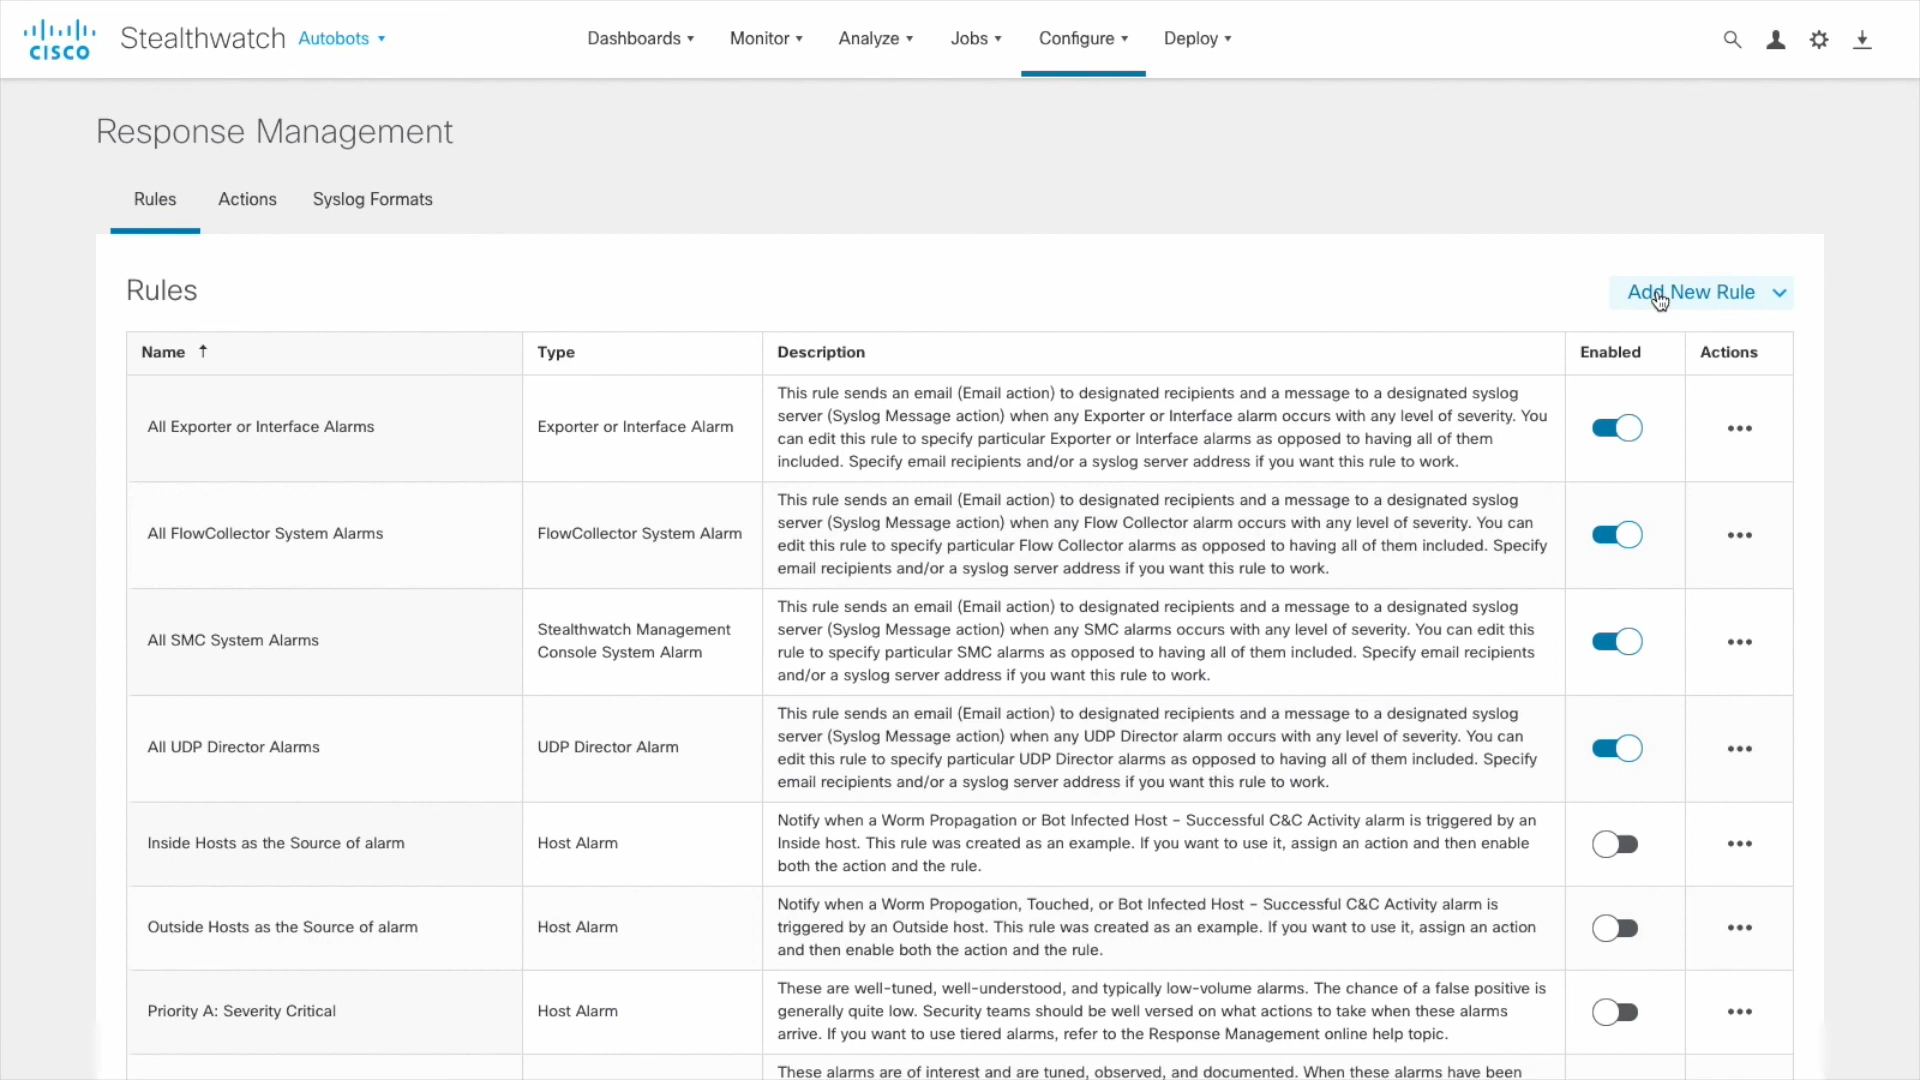 CISCO
Stealthwatch Autobots
Dashboards Monitor Analyze Jobs Configure Deploy
Response Management
Rules Actions Syslog Formats
Rules
Add New Rule
Name ↑ Type Description Enabled Actions
All Exporter or Interface Alarms
Exporter or Interface Alarm
This rule sends an email (Email action) to designated recipients and a message to a designated syslog
server (Syslog Message action) when any Exporter or Interface alarm occurs with any level of severity. You
can edit this rule to specify particular Exporter or Interface alarms as opposed to having all of them
included. Specify email recipients and/or a syslog server address if you want this rule to work.
All FlowCollector System Alarms
FlowCollector System Alarm
This rule sends an email (Email action) to designated recipients and a message to a designated syslog
server (Syslog Message action) when any Flow Collector alarm occurs with any level of severity. You can
edit this rule to specify particular Flow Collector alarms as opposed to having all of them included. Specify
email recipients and/or a syslog server address if you want this rule to work.
All SMC System Alarms
Stealthwatch Management
Console System Alarm
This rule sends an email (Email action) to designated recipients and a message to a designated syslog
server (Syslog Message action) when any SMC alarms occurs with any level of severity. You can edit this
rule to specify particular SMC alarms as opposed to having all of them included. Specify email recipients
and/or a syslog server address if you want this rule to work.
All UDP Director Alarms
UDP Director Alarm
This rule sends an email (Email action) to designated recipients and a message to a designated syslog
server (Syslog Message action) when any UDP Director alarm occurs with any level of severity. You can
edit this rule to specify particular UDP Director alarms as opposed to having all of them included. Specify
email recipients and/or a syslog server address if you want this rule to work.
Inside Hosts as the Source of alarm
Host Alarm
Notify when a Worm Propagation or Bot Infected Host – Successful C&C Activity alarm is triggered by an
Inside host. This rule was created as an example. If you want to use it, assign an action and then enable
both the action and the rule.
Outside Hosts as the Source of alarm
Host Alarm
Notify when a Worm Propogation, Touched, or Bot Infected Host – Successful C&C Activity alarm is
triggered by an Outside host. This rule was created as an example. If you want to use it, assign an action
and then enable both the action and the rule.
Priority A: Severity Critical
Host Alarm
These are well-tuned, well-understood, and typically low-volume alarms. The chance of a false positive is
generally quite low. Security teams should be well versed on what actions to take when these alarms
arrive. If you want to use tiered alarms, refer to the Response Management online help topic.
These alarms are of interest and are tuned, observed, and documented. When these alarms have been